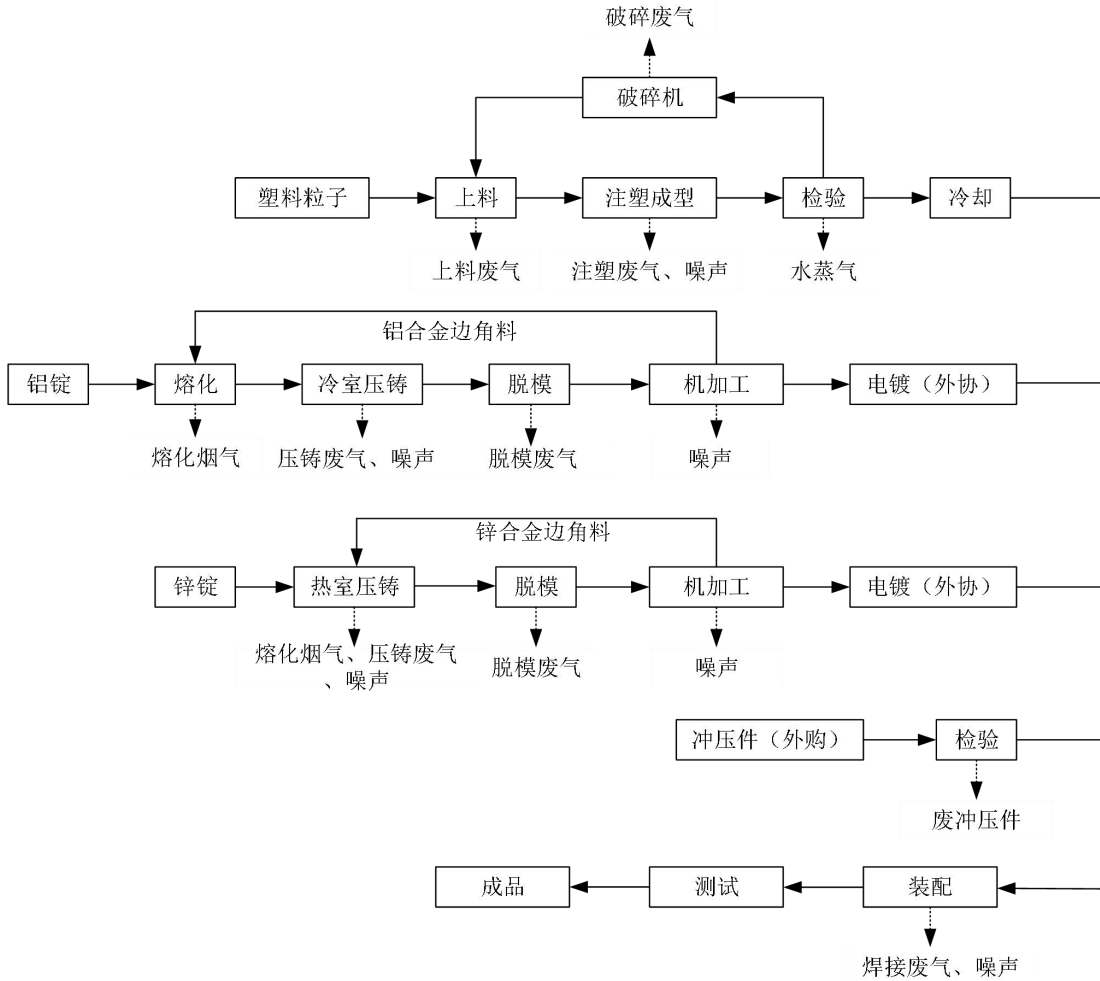 破碎废气
破碎机
塑料粒子
上料
注塑成型
检验
冷却
上料废气
注塑废气、噪声
水蒸气
铝合金边角料
铝锭
熔化
冷室压铸
脱模
机加工
电镀（外协）
熔化烟气
压铸废气、噪声
脱模废气
噪声
锌合金边角料
锌锭
热室压铸
脱模
机加工
电镀（外协）
熔化烟气、压铸废气
、噪声
脱模废气
噪声
冲压件（外购）
检验
废冲压件
成品
测试
装配
焊接废气、噪声